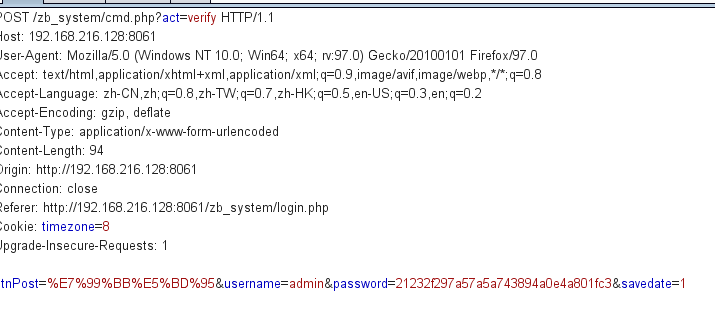 POST /zb_system/cmd.php?act=verify HTTP/1.1
Host: 192.168.216.128:8061
User-Agent: Mozilla/5.0 (Windows NT 10.0; Win64; x64; rv:97.0) Gecko/20100101 Firefox/97.0
Accept: text/html,application/xhtml+xml,application/xml;q=0.9,image/avif,image/webp,*/*;q=0.8
Accept-Language: zh-CN,zh;q=0.8,zh-TW;q=0.7,zh-HK;q=0.5,en-US;q=0.3,en;q=0.2
Accept-Encoding: gzip, deflate
Content-Type: application/x-www-form-urlencoded
Content-Length: 94
Origin: http://192.168.216.128:8061
Connection: close
Referer: http://192.168.216.128:8061/zb_system/login.php
Cookie: timezone=8
Upgrade-Insecure-Requests: 1
tnPost=%E7%99%BB%E5%BD%95&username=admin&password=21232f297a57a5a743894a0e4a801fc3&savedate=1